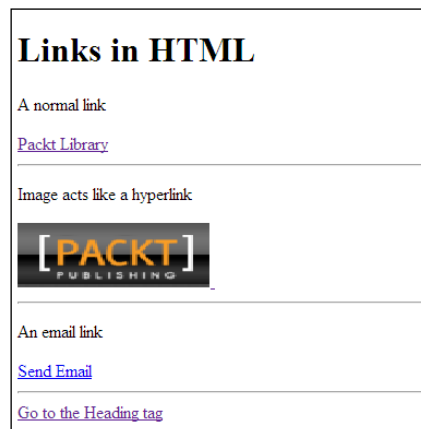 Links in HTML
A normal link
Packt Library
Image acts like a hyperlink
[PACKT]
PUBLISHING
An email link
Send Email
Go to the Heading tag